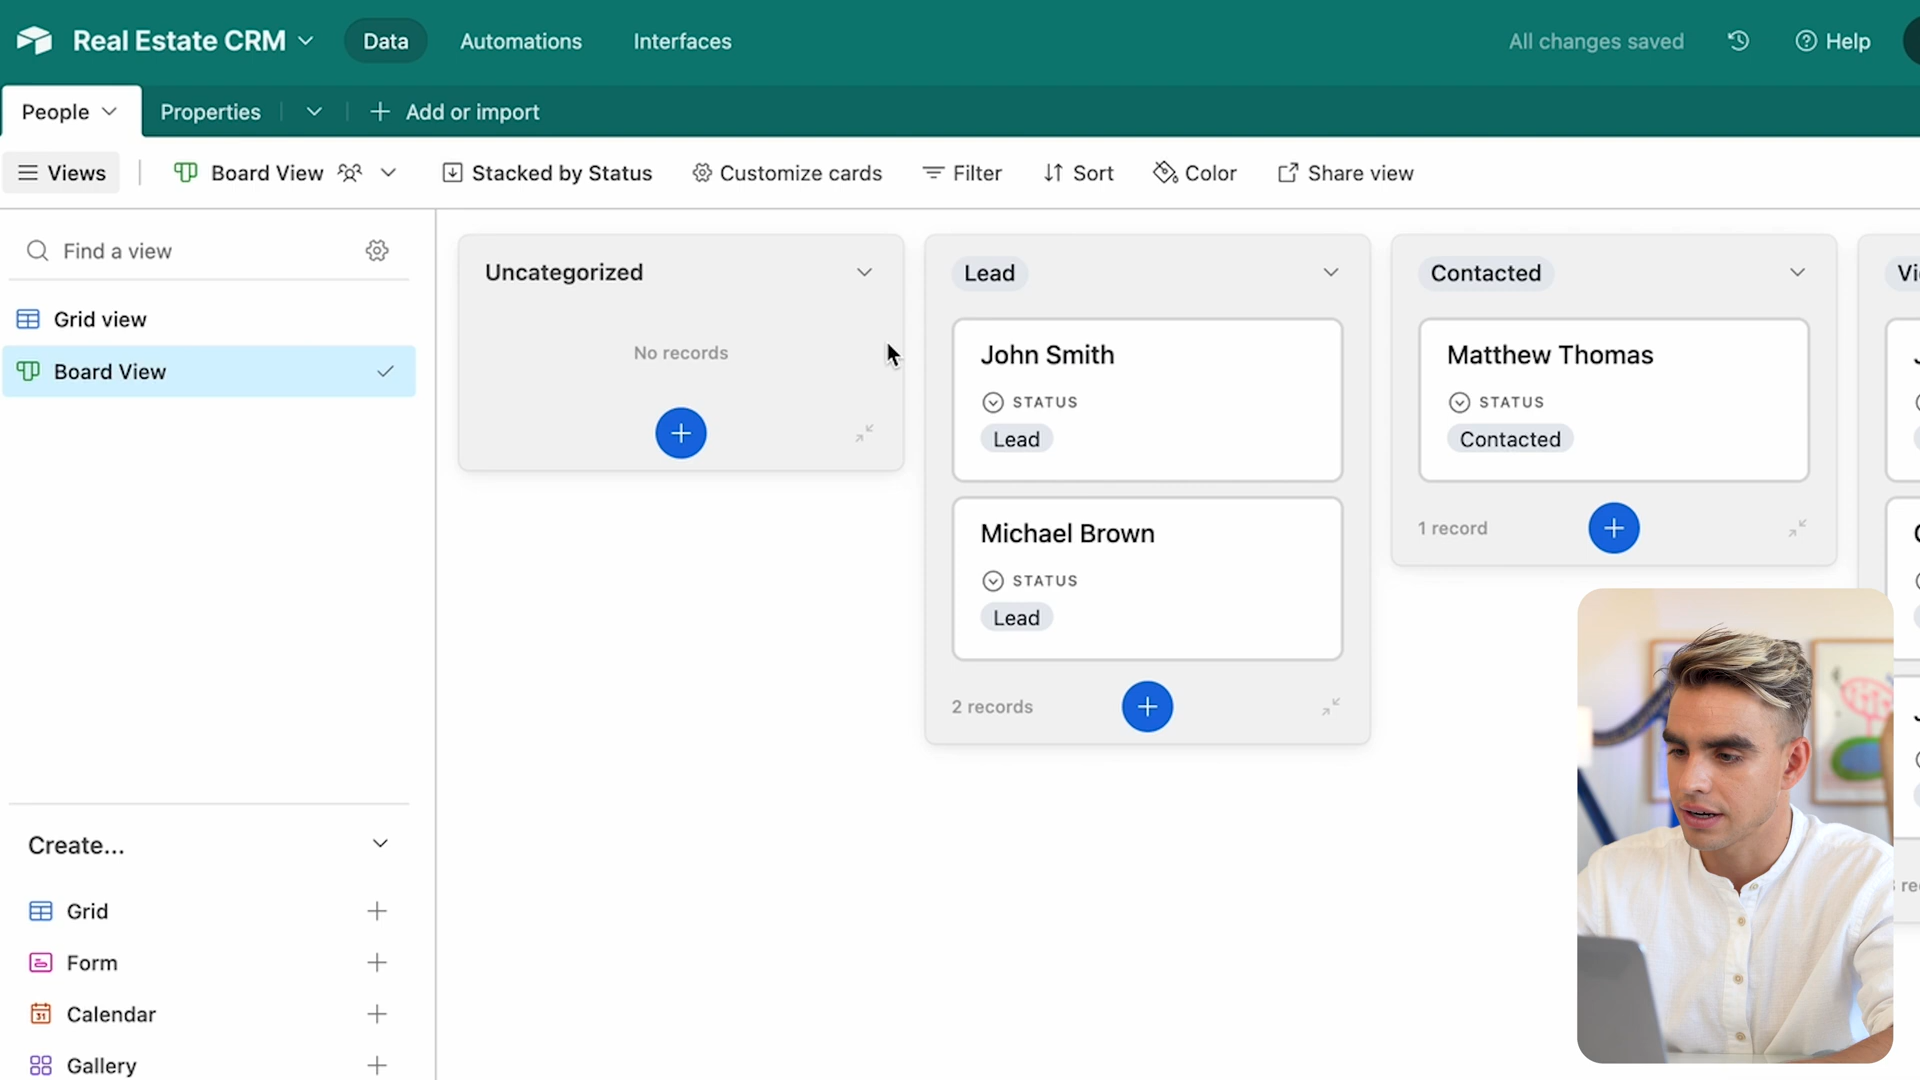 Real Estate CRM
Data
Automations
Interfaces
All changes saved
Help
People
Properties
Add or import
Views
Board View
Stacked by Status
Customize cards
Filter
Sort
Color
Share view
Find a view
Grid view
Board View
Create...
Grid
Form
31
Calendar
Gallery
Uncategorized
No records
Lead
John Smith
STATUS
Lead
Michael Brown
STATUS
Lead
2 records
Contacted
Matthew Thomas
STATUS
Contacted
1 record